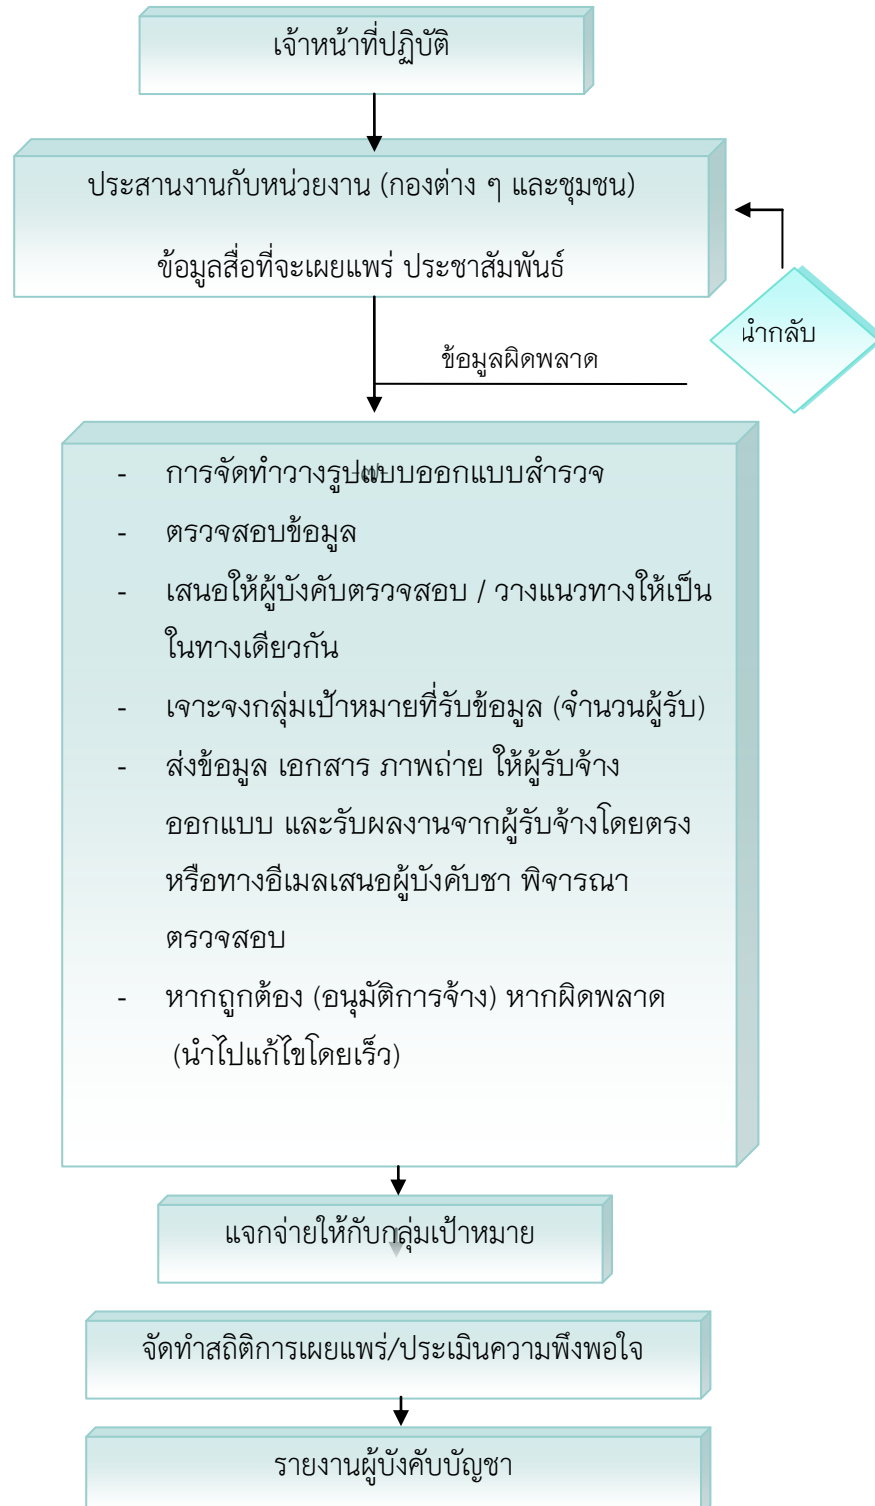 เจ้าหน้าที่ปฏิบัติ
ประสานงานกับหน่วยงาน (กองต่าง ๆ และชุมชน)
ข้อมูลสื่อที่จะเผยแพร่ ประชาสัมพันธ์
นำกลับ
ข้อมูลผิดพลาด
- การจัดทำวางรูปแบบออกแบบสำรวจ
- ตรวจสอบข้อมูล
- เสนอให้ผู้บังคับตรวจสอบ / วางแนวทางให้เป็น
ในทางเดียวกัน
- เจาะจงกลุ่มเป้าหมายที่รับข้อมูล (จำนวนผู้รับ)
- ส่งข้อมูล เอกสาร ภาพถ่าย ให้ผู้รับจ้าง
ออกแบบ และรับผลงานจากผู้รับจ้างโดยตรง
หรือทางอีเมลเสนอผู้บังคับชา พิจารณา
ตรวจสอบ
- หากถูกต้อง (อนุมัติการจ้าง) หากผิดพลาด
(นำไปแก้ไขโดยเร็ว)
แจกจ่ายให้กับกลุ่มเป้าหมาย
จัดทำสถิติการเผยแพร่/ประเมินความพึงพอใจ
รายงานผู้บังคับบัญชา